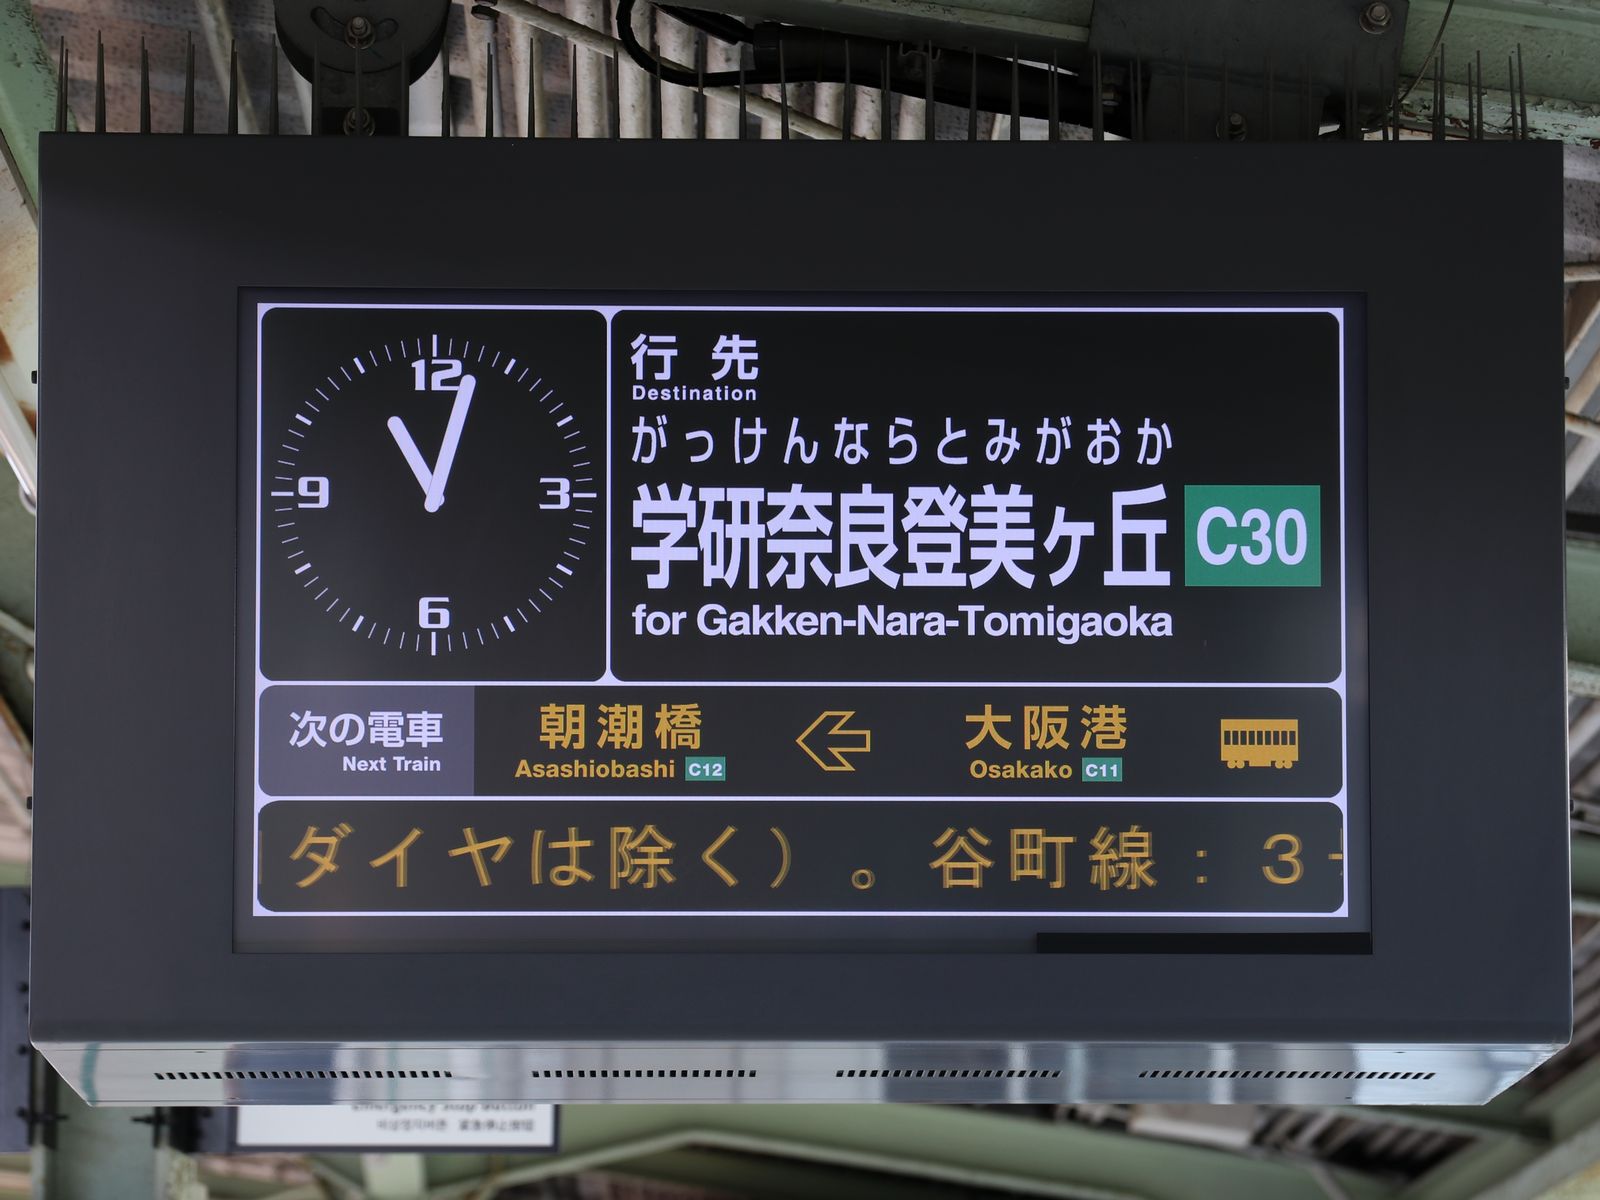 12
9
3
6
行先
Destination
がっけんならとみがおか
学研奈良登美ヶ丘 C30
for Gakken-Nara-Tomigaoka
次の電車
Next Train
朝潮橋
Asashiobashi C12
大阪港
Osakako C11
ダイヤは除く）。谷町線：３